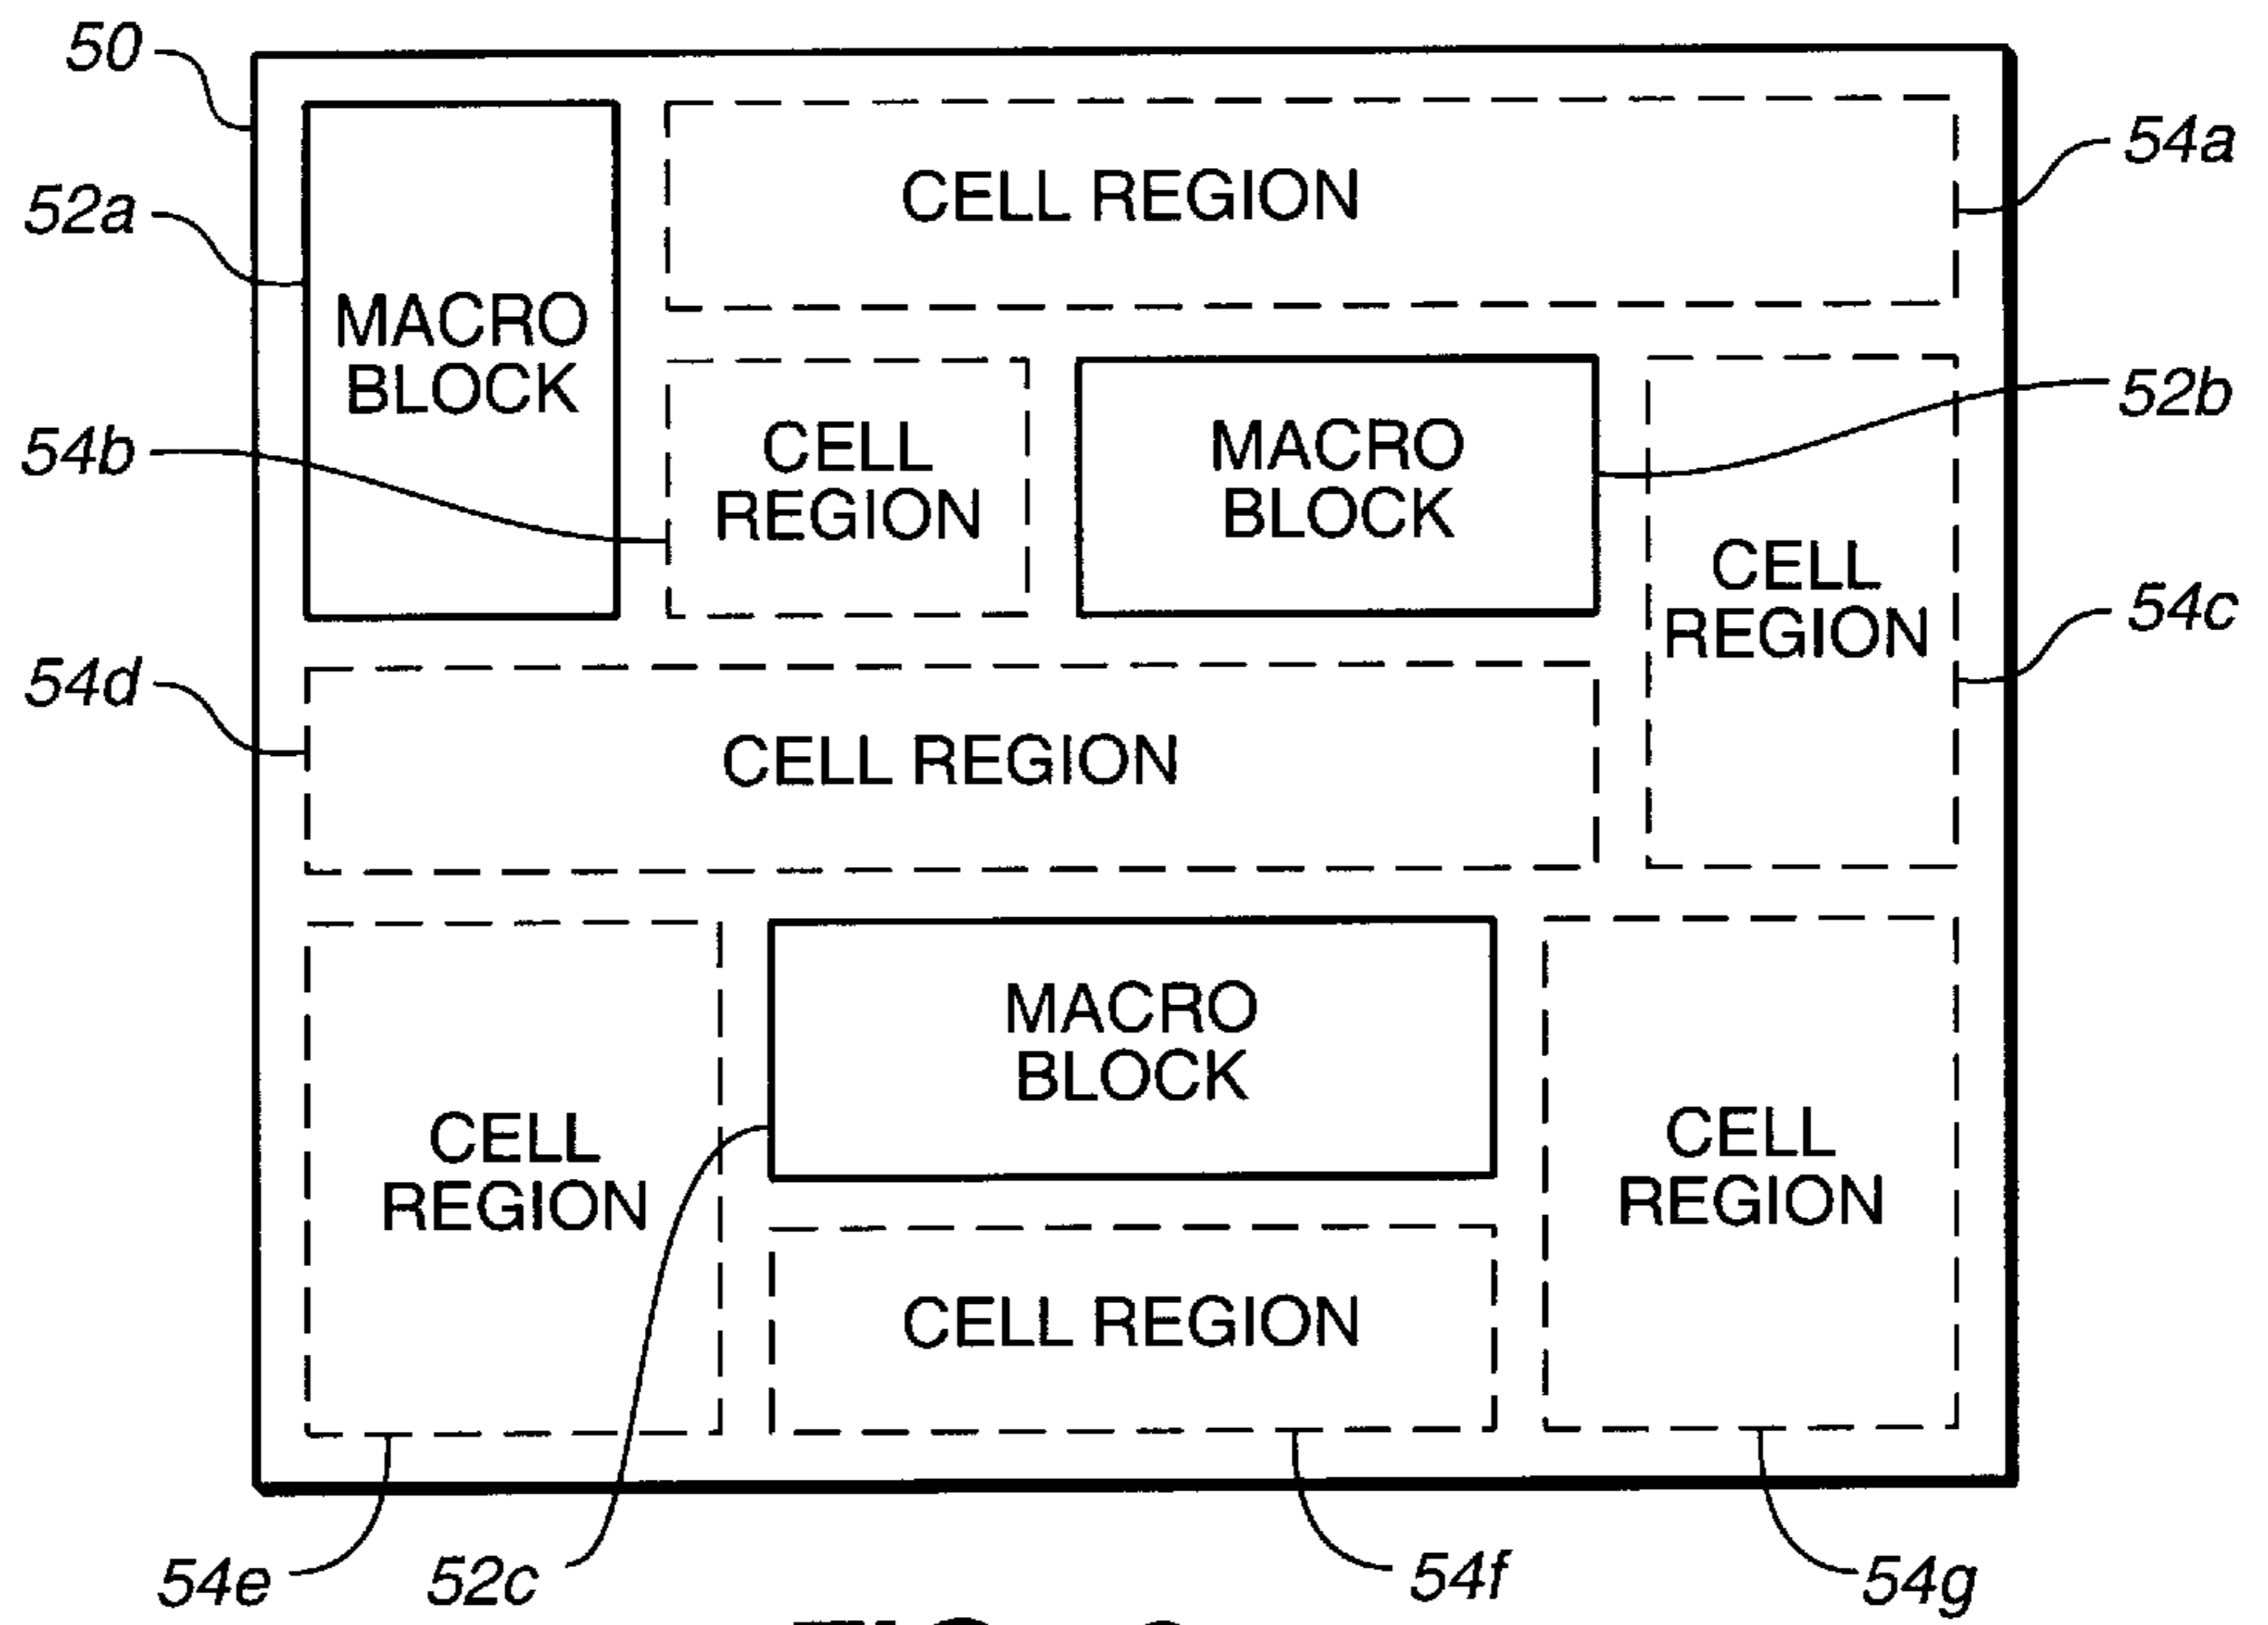 50
54a
CELL REGION
52a
MACRO
BLOCK
52b
54b
CELL
REGION
MACRO
BLOCK
CELL
REGION
54c
54d
CELL REGION
MACRO
BLOCK
CELL
REGION
CELL
REGION
CELL REGION
54e
52c
54f
54g